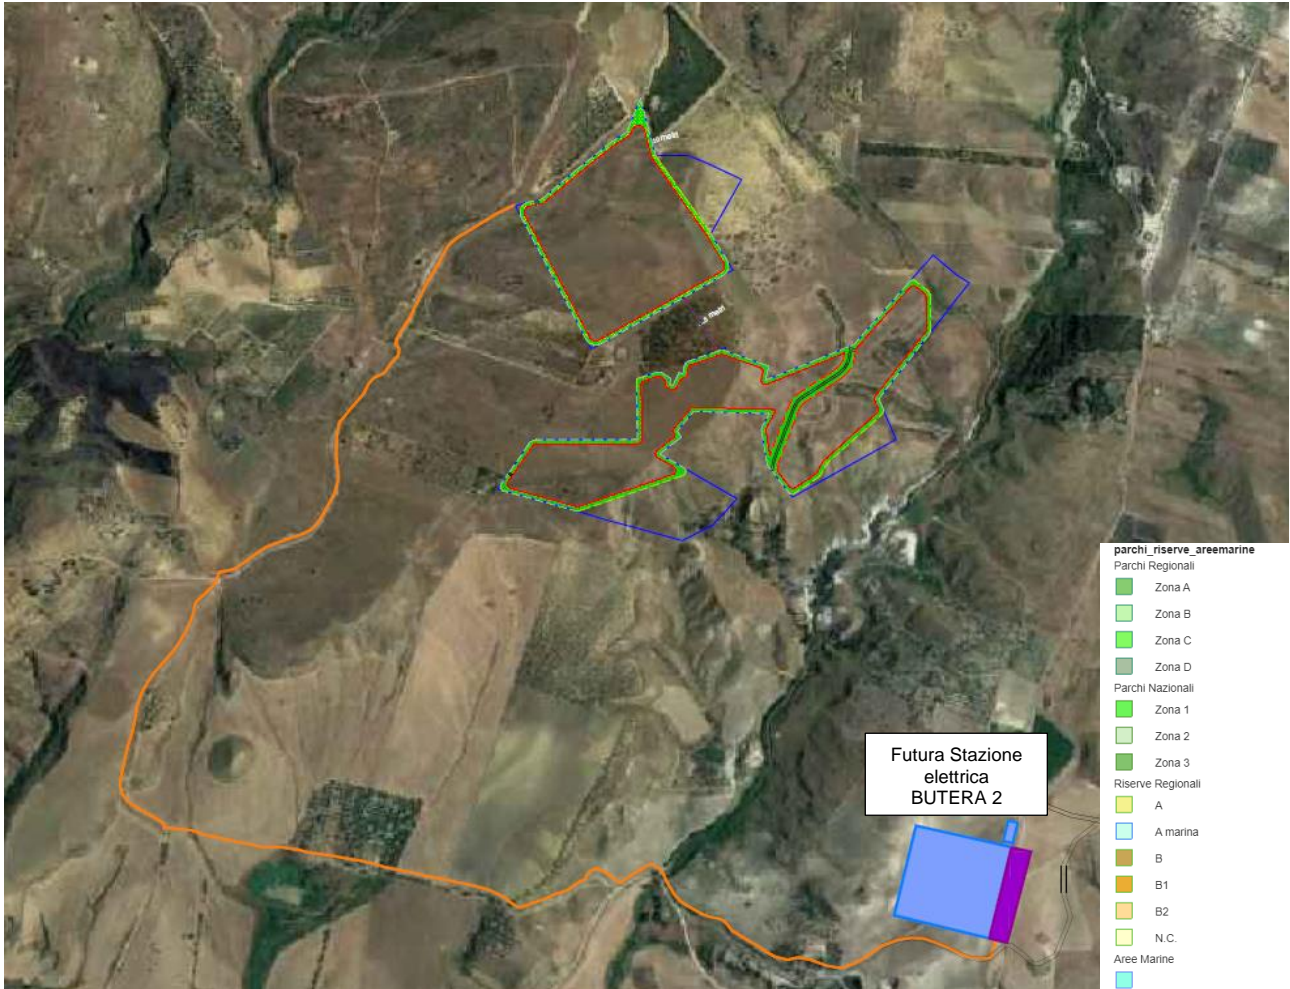 Futura Stazione
elettrica
BUTERA 2
parchi_riserve_areemarine
Parchi Regionali
Zona A
Zona B
Zona C
Zona D
Parchi Nazionali
Zona 1
Zona 2
Zona 3
Riserve Regionali
A
A marina
B
B1
B2
N.C.
Aree Marine